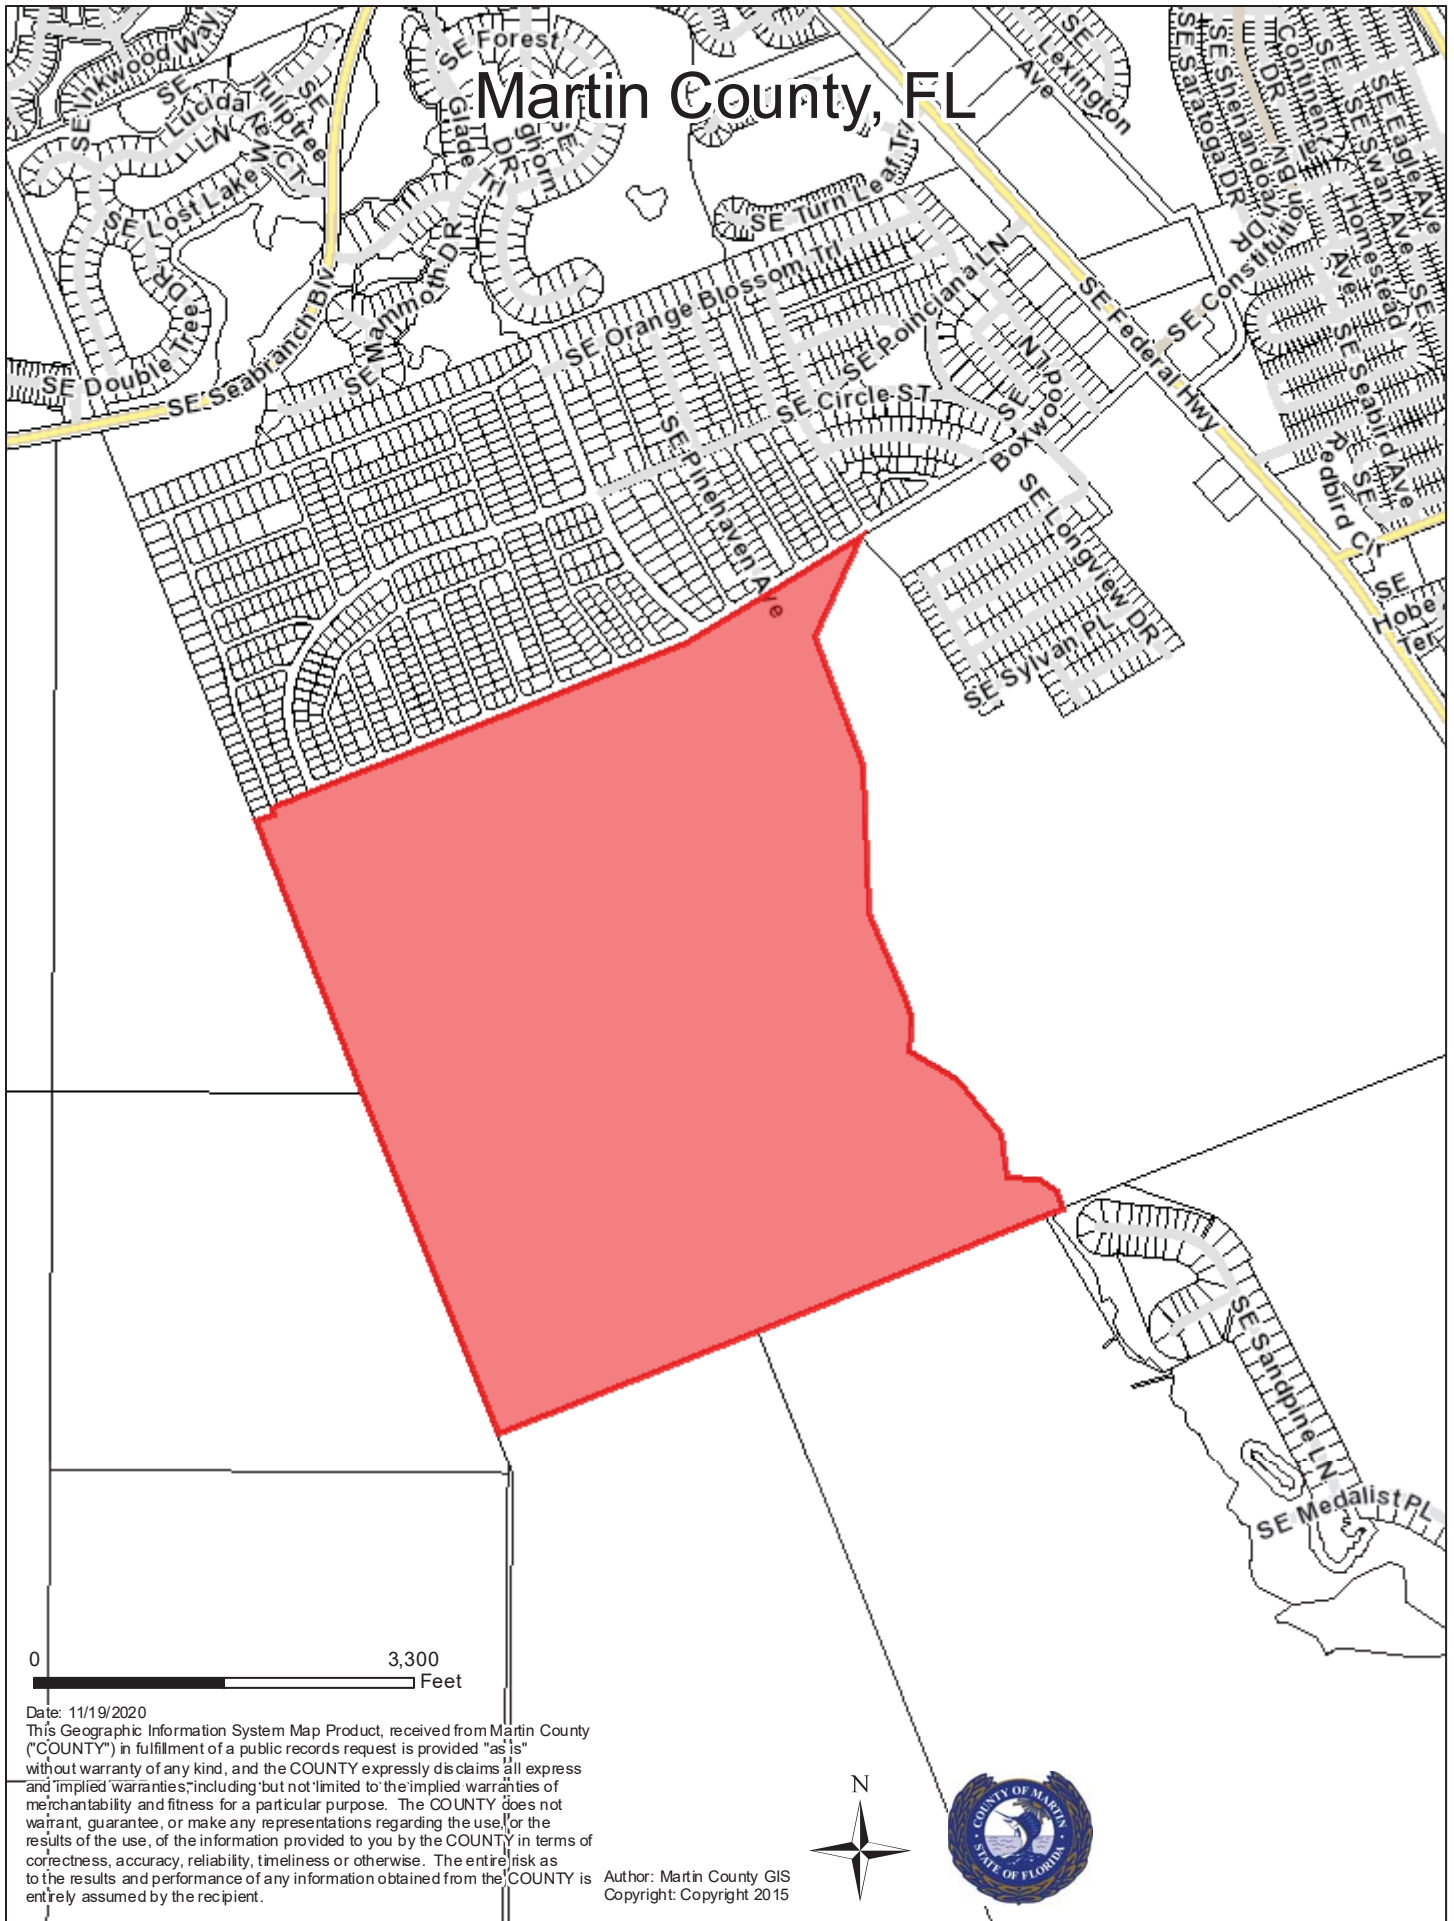 Martin County, FL
SE Inkwood Way
SE Lucida LN
SE Tuliptree CT
SE Lost Lake Way
SE Double Tree DR
SE Seabranch Blv
SE Mammoth DR
SE Forest Glade Trl
SE
ghorn
DR
SE Turn Leaf Trl
SE Orange Blossom Trl
SE Poinciana LN
SE Circle ST
SE Boxwood LN
SE Pinehaven Ave
SE Longview DR
SE Sylvan PL
SE Federal Hwy
SE Lexington
Ave
SE Saratoga DR
SE Shenandoah DR
SE Constitution
SE Continental DR
SE Homestead Ave
SE Swan Ave
SE Eagle Ave
SE
SE Seabird Ave
SE Redbird Cir
SE Hobe Ter
SE Sandpine LN
SE Medalist PL
0 3,300
Feet
Date: 11/19/2020
This Geographic Information System Map Product, received from Martin County
("COUNTY") in fulfillment of a public records request is provided "as is"
without warranty of any kind, and the COUNTY expressly disclaims all express
and implied warranties, including but not limited to the implied warranties of
merchantability and fitness for a particular purpose. The COUNTY does not
warrant, guarantee, or make any representations regarding the use, or the
results of the use, of the information provided to you by the COUNTY in terms of
correctness, accuracy, reliability, timeliness or otherwise. The entire risk as
to the results and performance of any information obtained from the COUNTY is
entirely assumed by the recipient.
Author: Martin County GIS
Copyright: Copyright 2015
N
COUNTY OF MARTIN
STATE OF FLORIDA